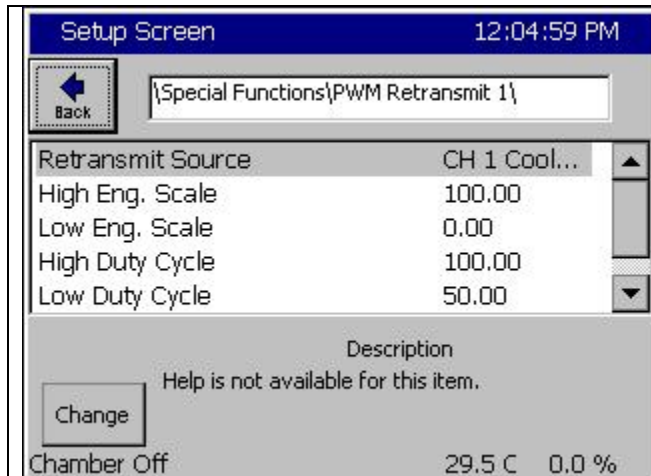 Setup Screen 12:04:59 PM
Back
\Special Functions\PWM Retransmit 1\
Retransmit Source CH 1 Cool...
High Eng. Scale 100.00
Low Eng. Scale 0.00
High Duty Cycle 100.00
Low Duty Cycle 50.00
Description
Help is not available for this item.
Change
Chamber Off 29.5 C 0.0 %